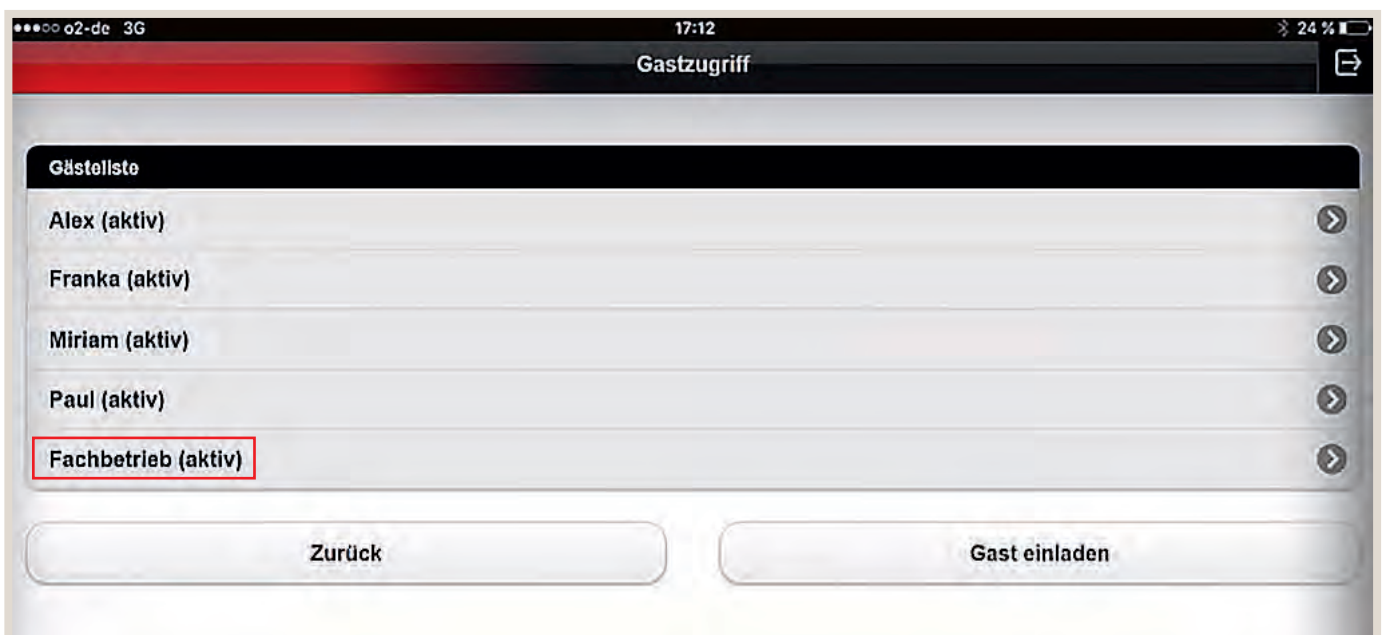 o2-de 3G 17:12 24 %
Gastzugriff
Gästeliste
Alex (aktiv)
Franka (aktiv)
Miriam (aktiv)
Paul (aktiv)
Fachbetrieb (aktiv)
Zurück Gast einladen